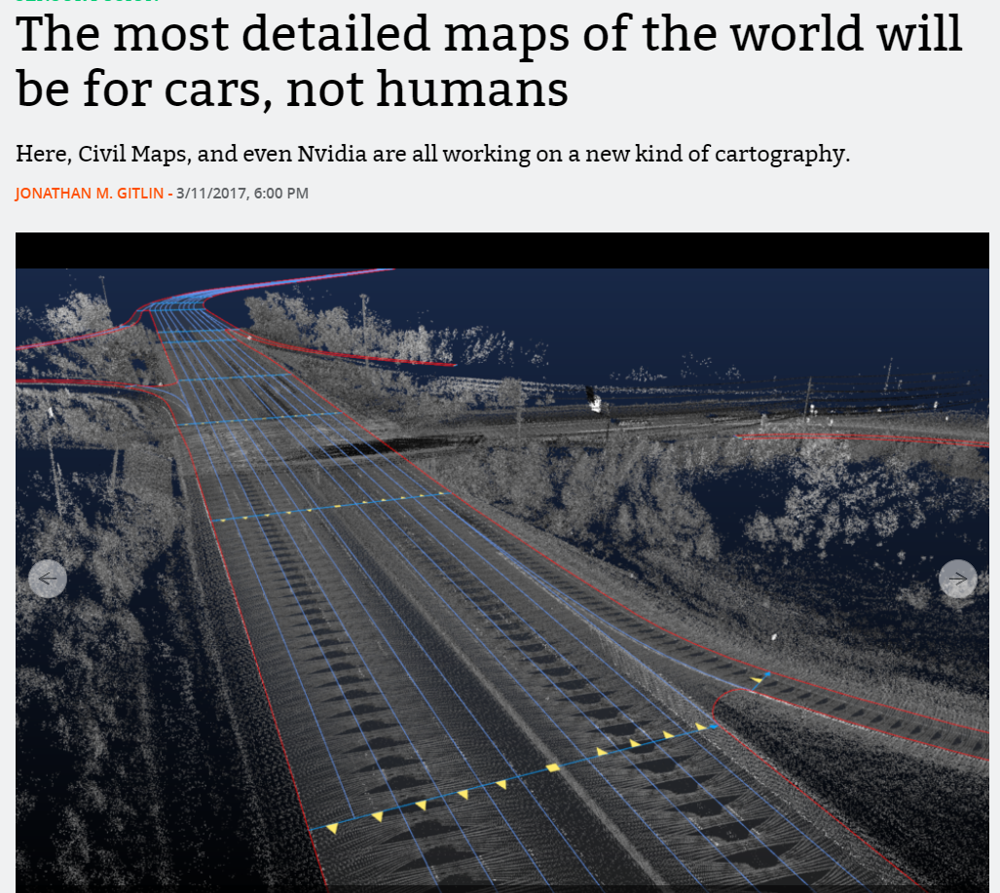 The most detailed maps of the world will
be for cars, not humans
Here, Civil Maps, and even Nvidia are all working on a new kind of cartography.
JONATHAN M. GITLIN - 3/11/2017, 6:00 PM